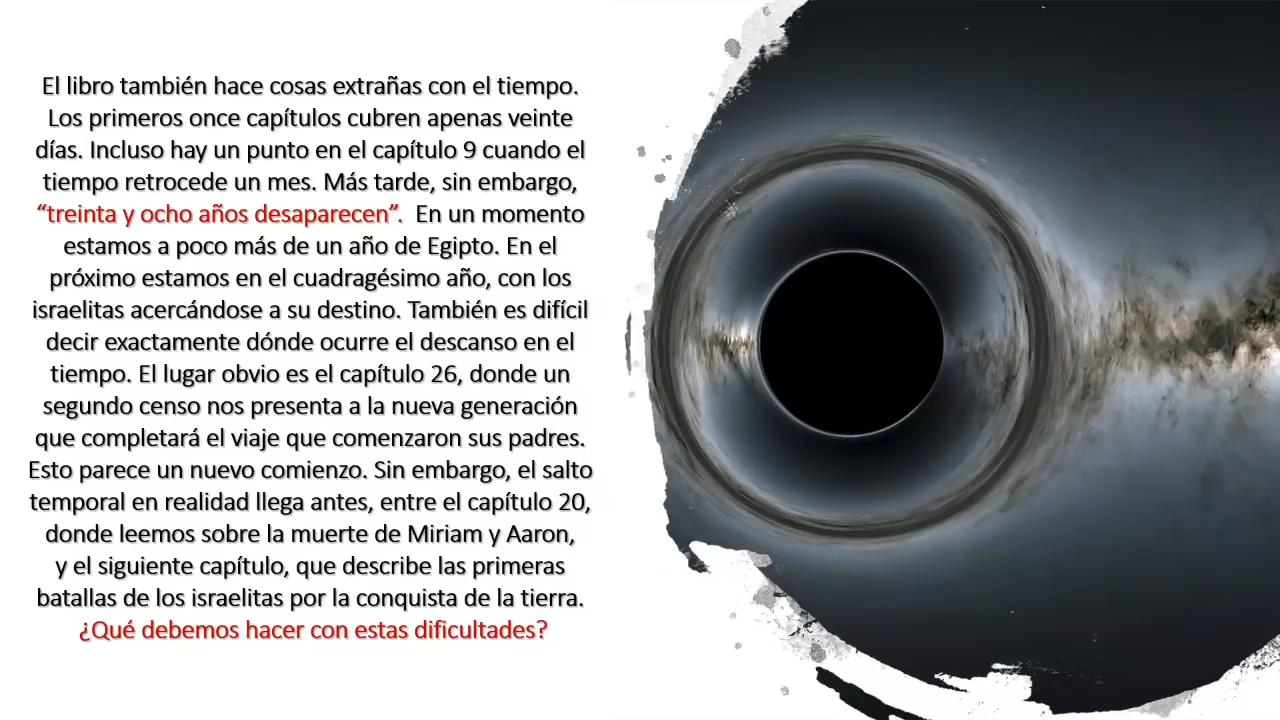 El libro también hace cosas extrañas con el tiempo.
Los primeros once capítulos cubren apenas veinte
días. Incluso hay un punto en el capítulo 9 cuando el
tiempo retrocede un mes. Más tarde, sin embargo,
“treinta y ocho años desaparecen”. En un momento
estamos a poco más de un año de Egipto. En el
próximo estamos en el cuadragésimo año, con los
israelitas acercándose a su destino. También es difícil
decir exactamente dónde ocurre el descanso en el
tiempo. El lugar obvio es el capítulo 26, donde un
segundo censo nos presenta a la nueva generación
que completará el viaje que comenzaron sus padres.
Esto parece un nuevo comienzo. Sin embargo, el salto
temporal en realidad llega antes, entre el capítulo 20,
donde leemos sobre la muerte de Miriam y Aaron,
y el siguiente capítulo, que describe las primeras
batallas de los israelitas por la conquista de la tierra.
¿Qué debemos hacer con estas dificultades?